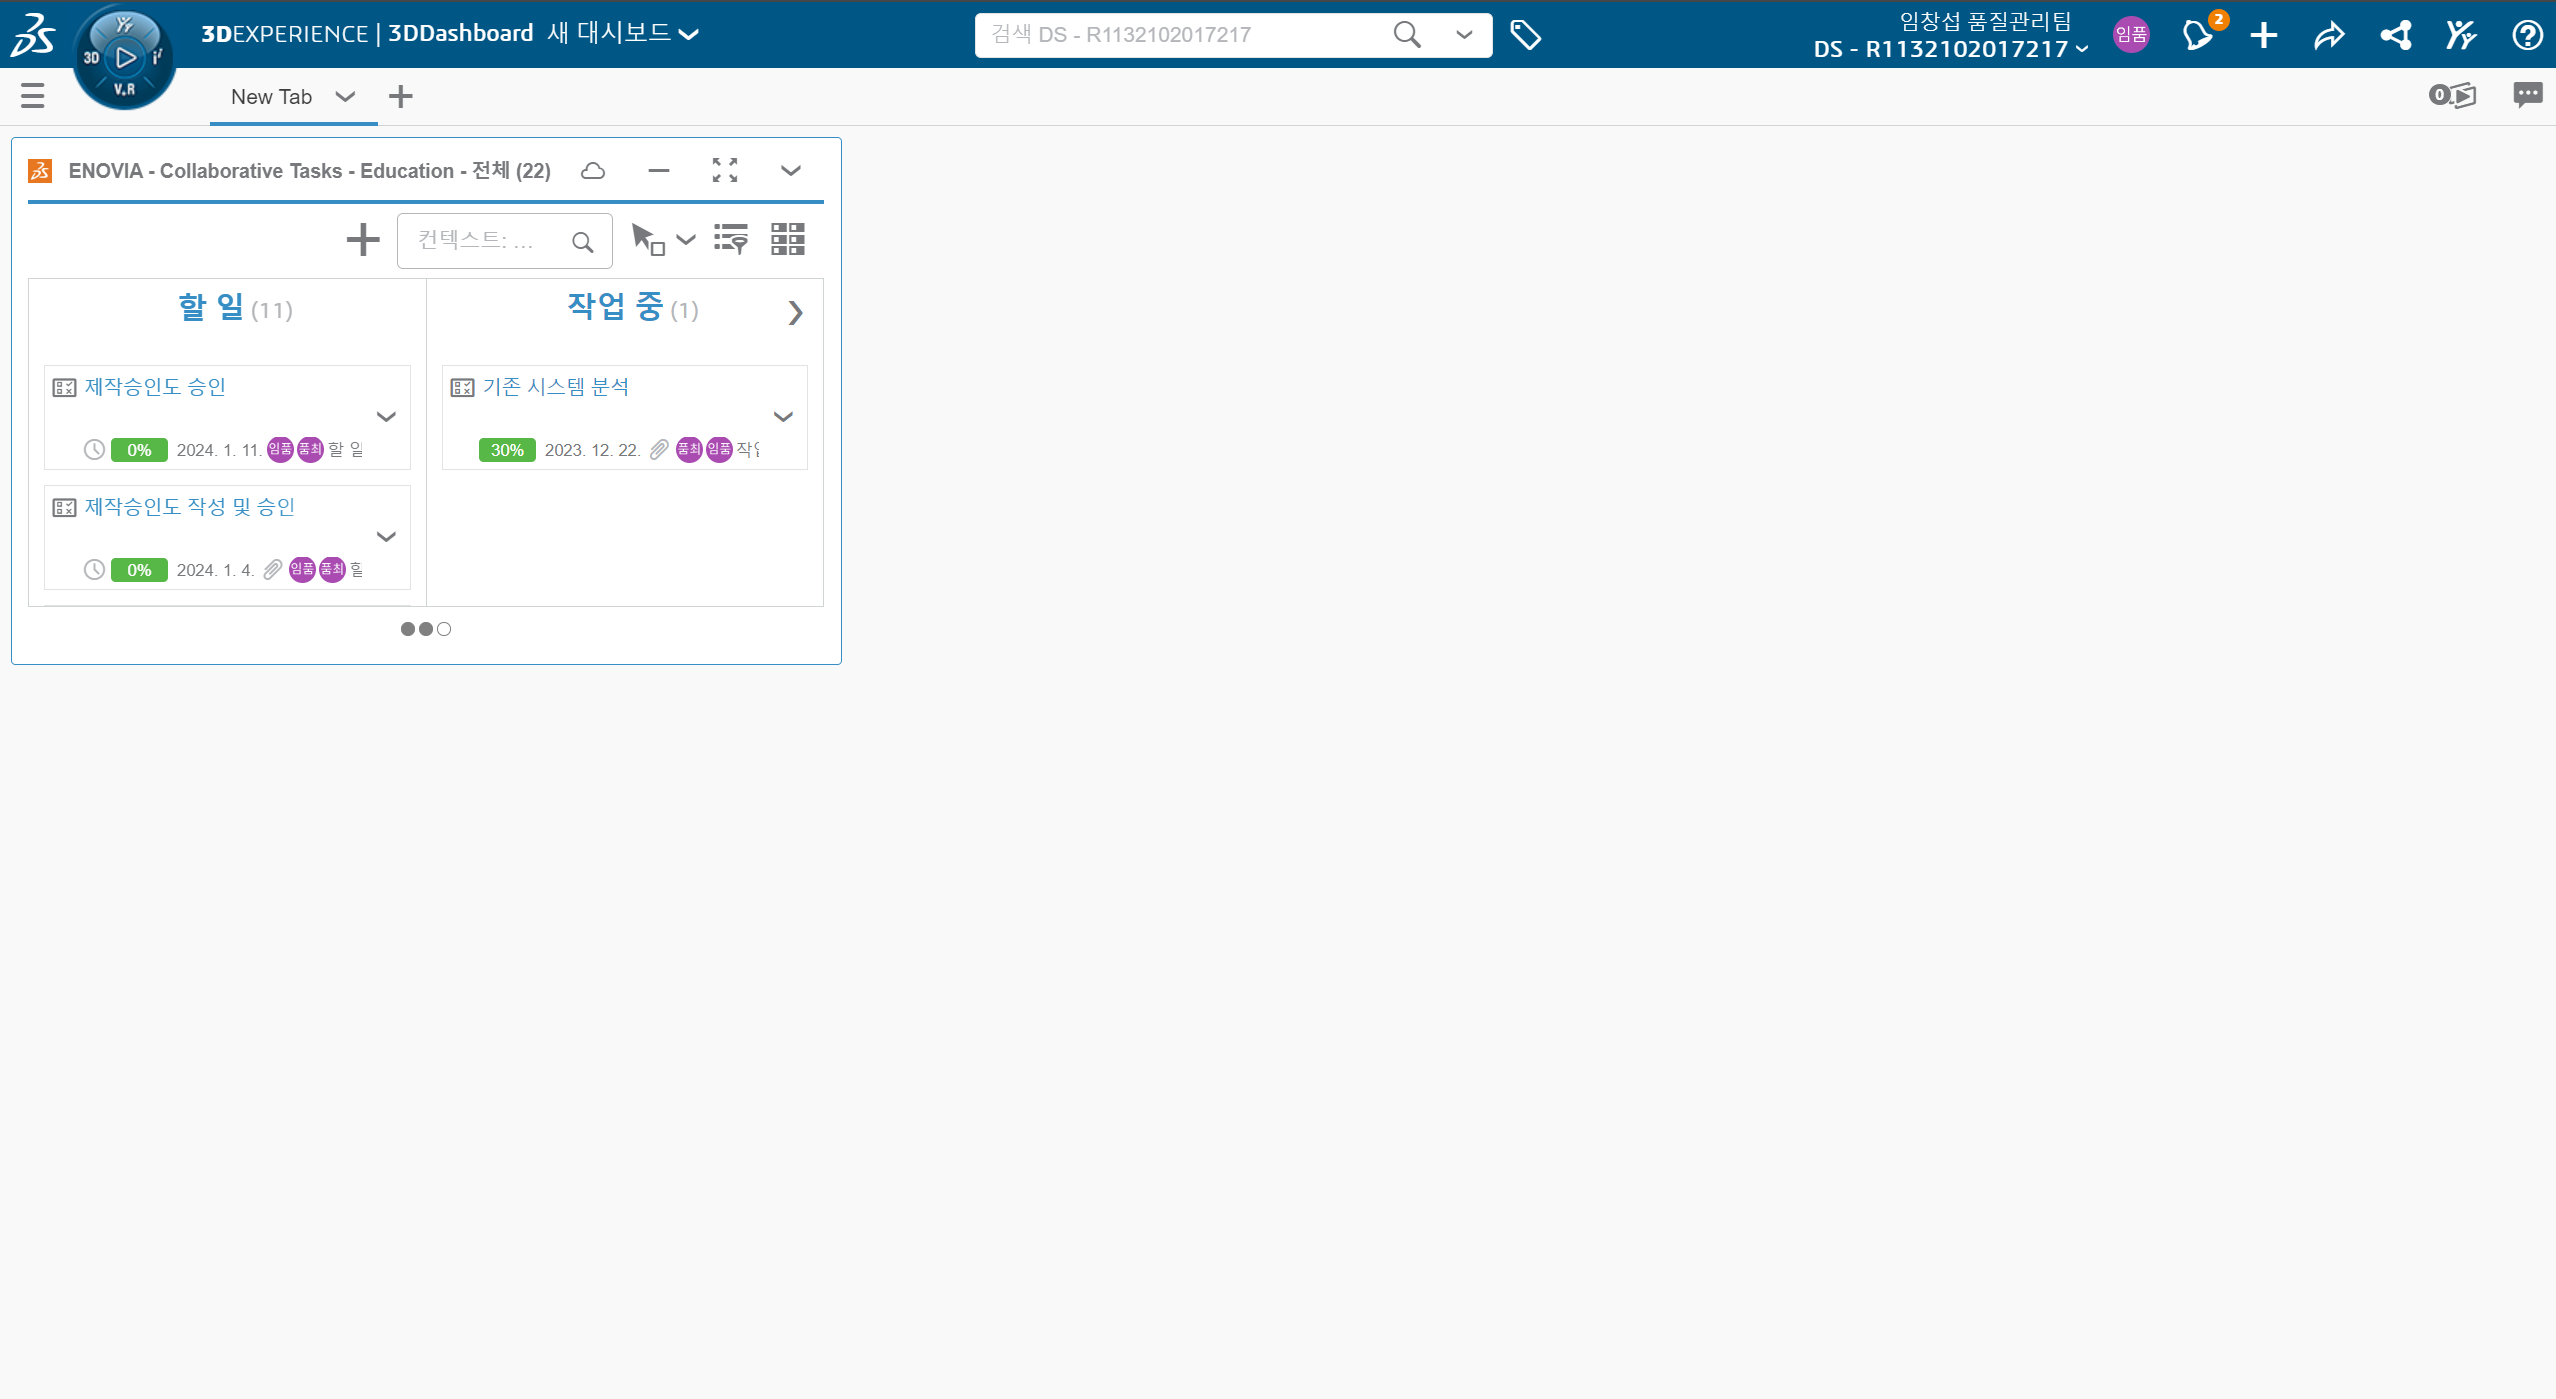 3DEXPERIENCE | 3DDashboard 새 대시보드
검색 DS - R1132102017217
임창섭 품질관리팀
DS - R1132102017217
임품
2
3D
V.R
New Tab
0
ENOVIA - Collaborative Tasks - Education - 전체 (22)
컨텍스트: ...
할 일 (11)
작업 중 (1)
제작승인도 승인
0% 2024. 1. 11. 임품 품최 할 일
기존 시스템 분석
30% 2023. 12. 22. 품최 임품
제작승인도 작성 및 승인
0% 2024. 1. 4. 임품 품최 할